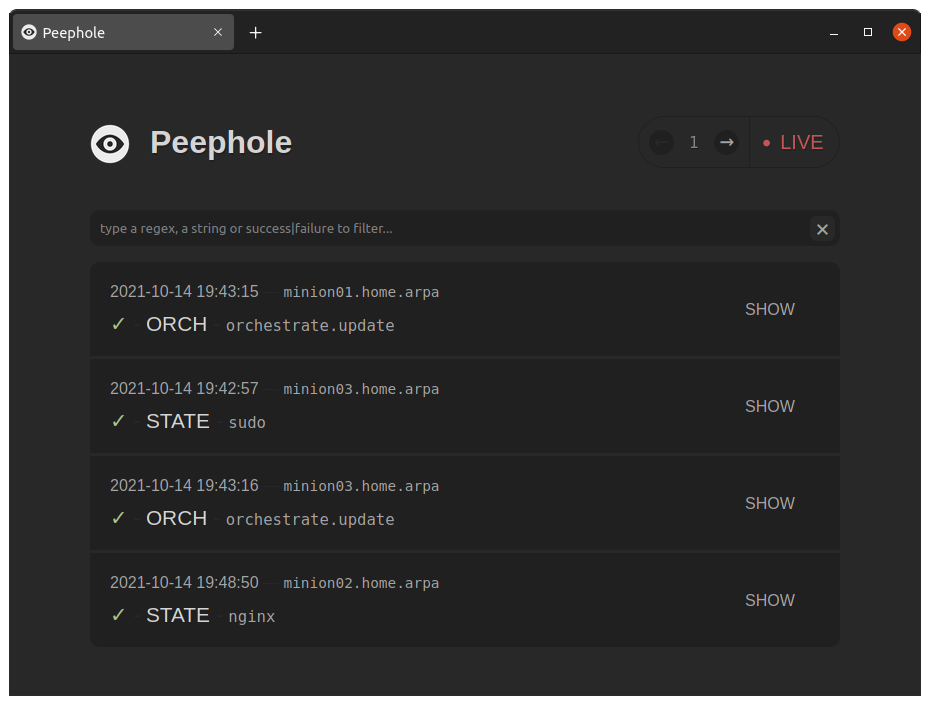 Peephole
Peephole
1
LIVE
type a regex, a string or success|failure to filter...
2021-10-14 19:43:15 — minion01.home.arpa
✓ - ORCH - orchestrate.update
SHOW
2021-10-14 19:42:57 — minion03.home.arpa
✓ - STATE - sudo
SHOW
2021-10-14 19:43:16 — minion03.home.arpa
✓ - ORCH - orchestrate.update
SHOW
2021-10-14 19:48:50 — minion02.home.arpa
✓ - STATE - nginx
SHOW